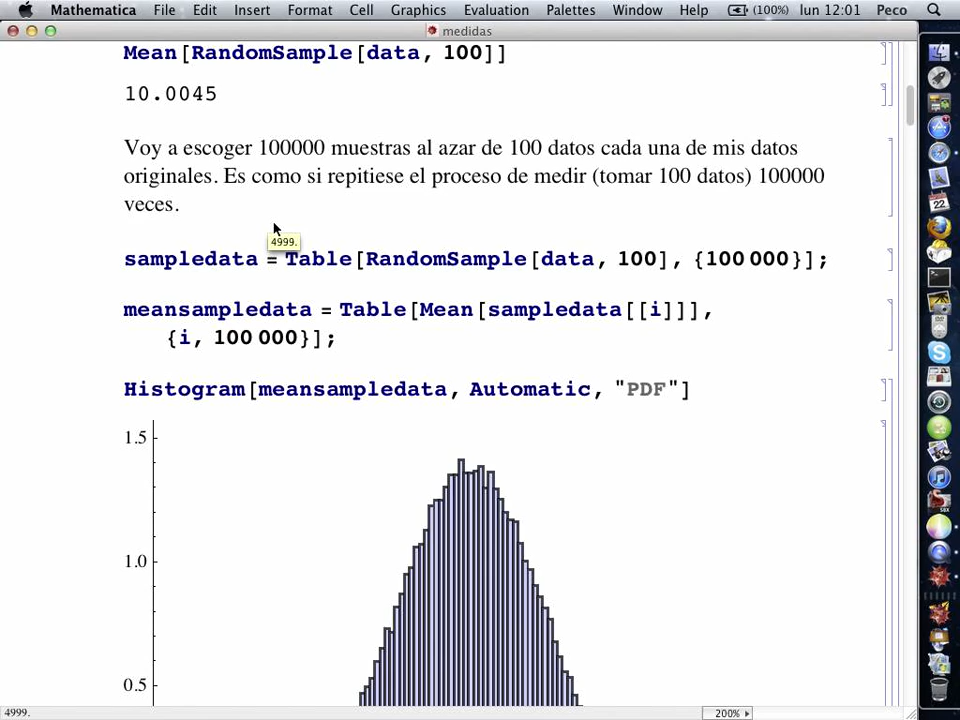 Mathematica File Edit Insert Format Cell Graphics Evaluation Palettes Window Help (100%) lun 12:01 Peco
medidas
Mean[RandomSample[data, 100]]
10.0045
Voy a escoger 100000 muestras al azar de 100 datos cada una de mis datos
originales. Es como si repitiese el proceso de medir (tomar 100 datos) 100000
veces.
4999.
sampledata = Table[RandomSample[data, 100], {100 000}];
meansampledata = Table[Mean[sampledata[[i]]],
{i, 100 000}];
Histogram[meansampledata, Automatic, "PDF"]
1.5
1.0
0.5
4999.
200%